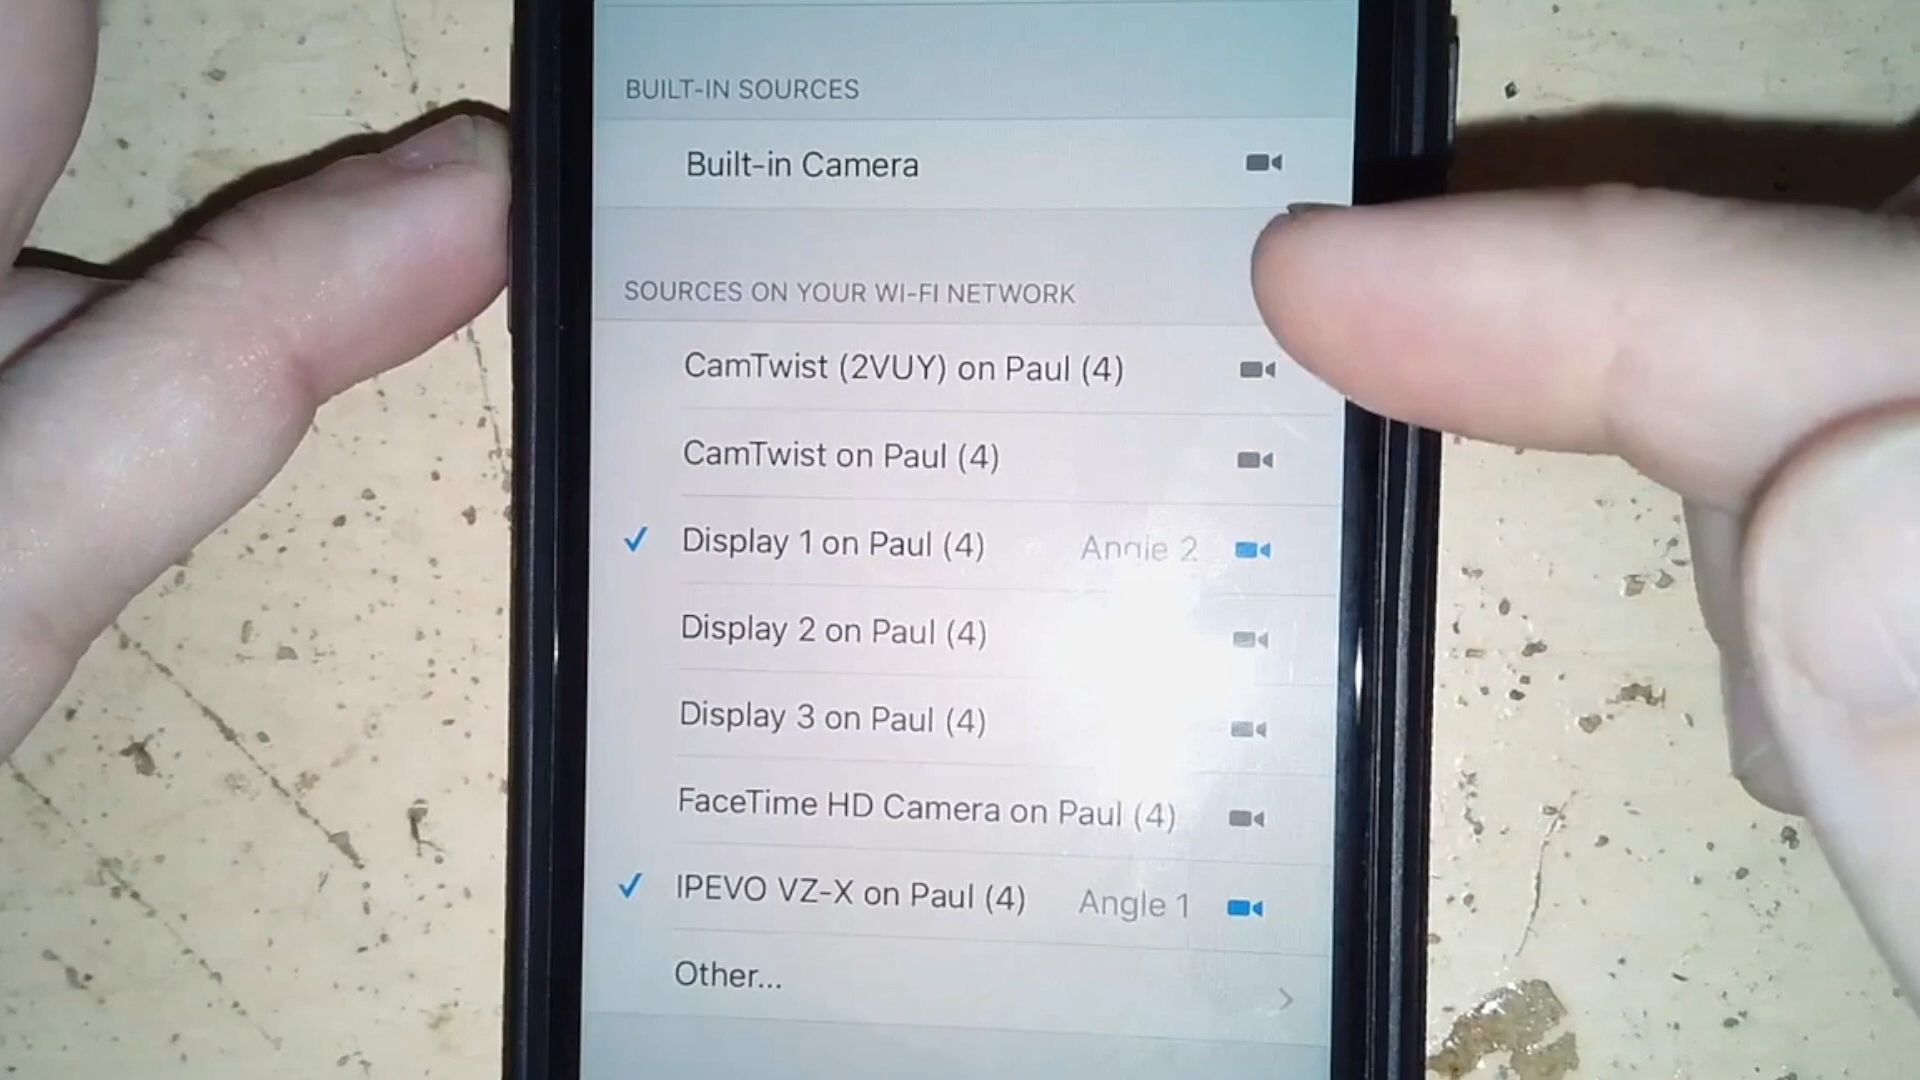 BUILT-IN SOURCES
Built-in Camera
SOURCES ON YOUR WI-FI NETWORK
CamTwist (2VUY) on Paul (4)
CamTwist on Paul (4)
Display 1 on Paul (4) Angle 2
Display 2 on Paul (4)
Display 3 on Paul (4)
FaceTime HD Camera on Paul (4)
IPEVO VZ-X on Paul (4) Angle 1
Other...